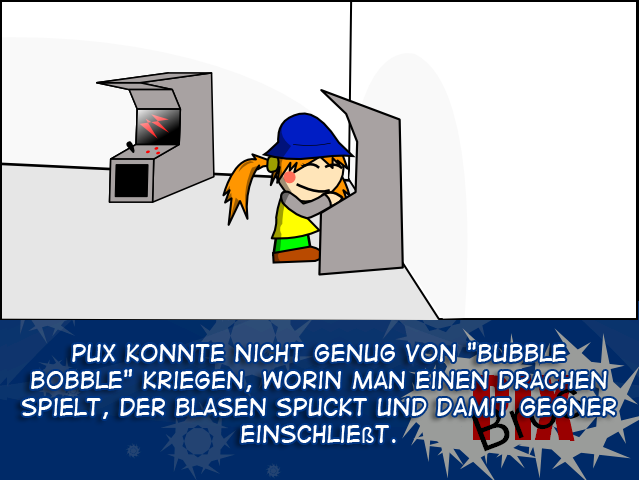 PUX KONNTE NICHT GENUG VON "BUBBLE
BOBBLE" KRIEGEN, WORIN MAN EINEN DRACHEN
SPIELT, DER BLASEN SPUCKT UND DAMIT GEGNER
EINSCHLIEßT.